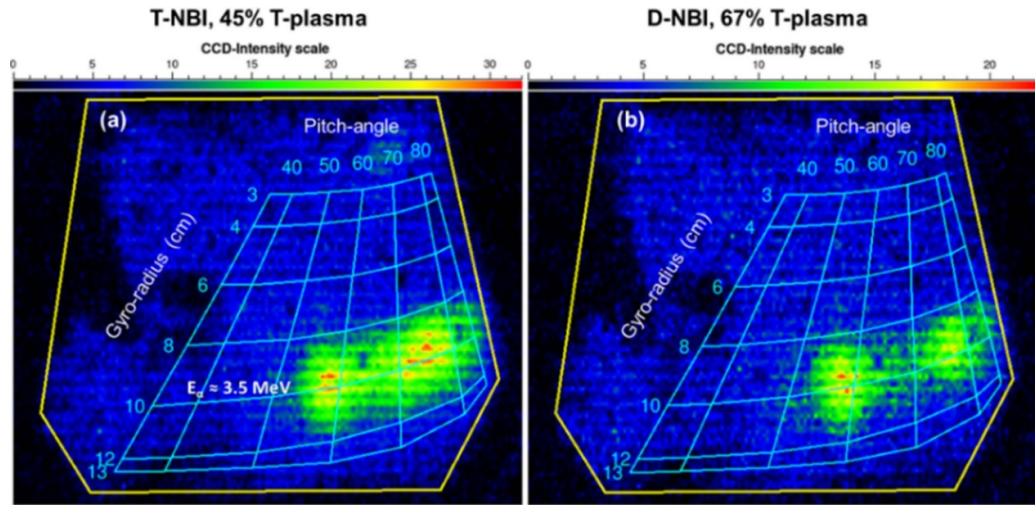 T-NBI, 45% T-plasma
CCD-Intensity scale
0 5 10 15 20 25 30
(a)
Pitch-angle
40 50 60 70 80
Gyro-radius (cm)
3
4
6
8
10
12
13
Eα ≈ 3.5 MeV
D-NBI, 67% T-plasma
CCD-Intensity scale
0 5 10 15 20
(b)
Pitch-angle
40 50 60 70 80
Gyro-radius (cm)
3
4
6
8
10
12
13